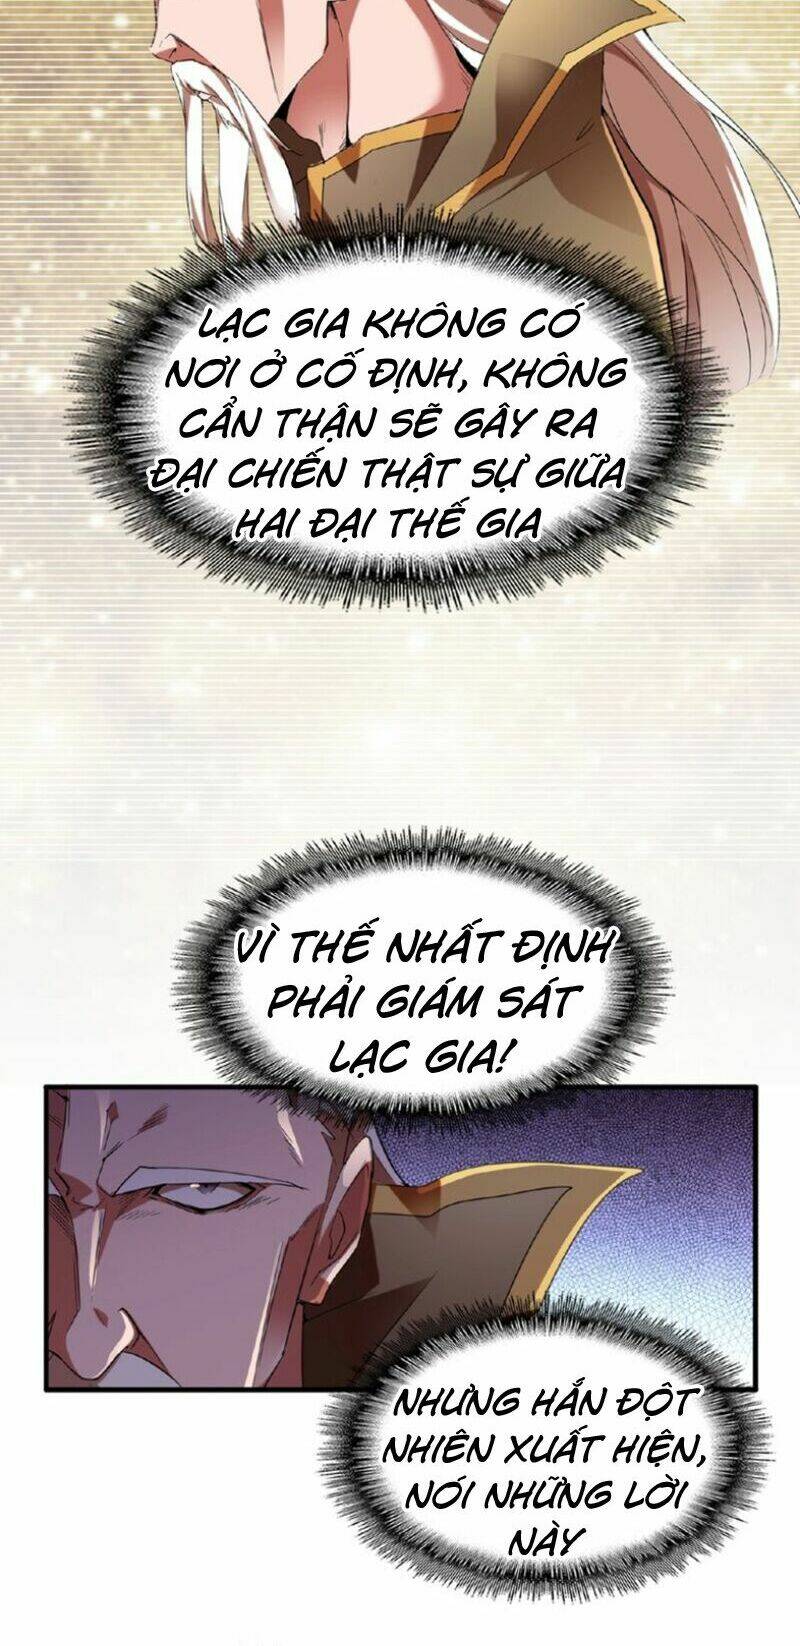 LẠC GIA KHÔNG CÓ
NƠI Ở CỐ ĐỊNH, KHÔNG
CẨN THẬN SẼ GÂY RA
ĐẠI CHIẾN THẬT SỰ GIỮA
HAI ĐẠI THẾ GIA
VÌ THẾ NHẤT ĐỊNH
PHẢI GIÁM SÁT
LẠC GIA!
NHƯNG HẮN ĐỘT
NHIÊN XUẤT HIỆN,
NÓI NHỮNG LỜI
NÀY